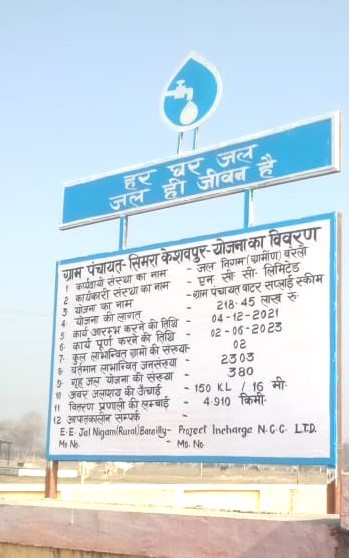 हर घर जल
जल ही जीवन है
ग्राम पंचायत- सिमरा केशवपुर - योजना का विवरण
1 कार्यदायी संस्था का नाम - जल निगम (ग्रामीण) बरेली
2 कार्यकारी संस्था का नाम - एन सी सी लिमिटेड
3 योजना का नाम - ग्राम पंचायत वाटर सप्लाई स्कीम
4 योजना की लागत - 218.45 लाख रु.
5 कार्य आरम्भ करने की तिथि - 04-12-2021
6 कार्य पूर्ण करने की तिथि - 02-06-2023
7 कुल लाभान्वित ग्रामो की संख्या - 02
8 वर्तमान लाभान्वित जनसंख्या - 2303
9 गृह जल योजना की संख्या - 380
10 अवर जलाशय की ऊँचाई - 150 KL / 16 मी.
11 वितरण प्रणाली की लम्बाई - 4.910 किमी.
12 आपातकालीन सम्पर्क -
E.E. Jal Nigam(Rural)Bareilly- Project Incharge N.C.C. LTD.
Mo.No. - Mo. No.